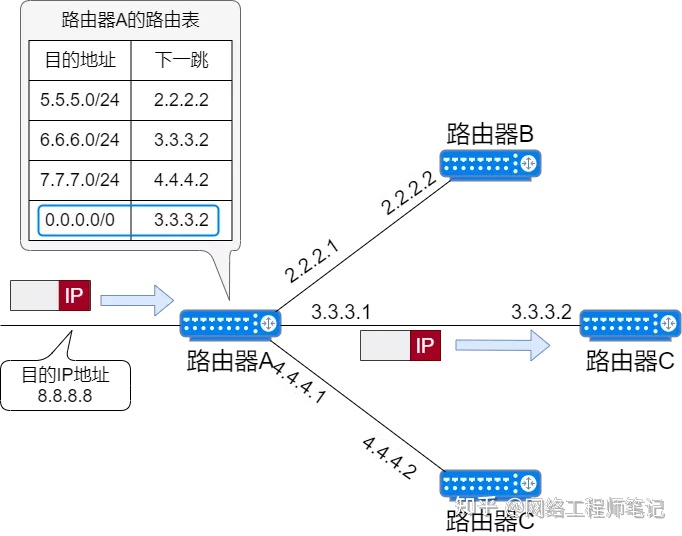 路由器A的路由表
目的地址 下一跳
5.5.5.0/24 2.2.2.2
6.6.6.0/24 3.3.3.2
7.7.7.0/24 4.4.4.2
0.0.0.0/0 3.3.3.2
路由器B
2.2.2.2
2.2.2.1
IP
3.3.3.1
3.3.3.2
IP
路由器A
路由器C
目的IP地址
8.8.8.8
4.4.4.1
4.4.4.2
知乎 @网络工程师笔记
路由器C